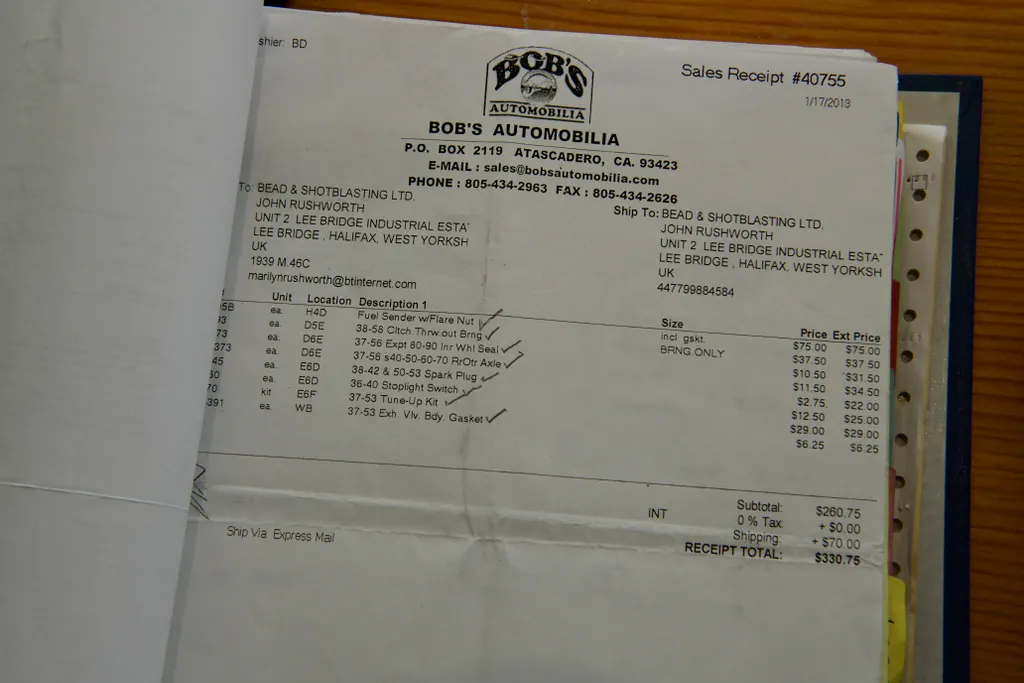 shier: BD
Sales Receipt #40755
1/17/2013
BOB'S
AUTOMOBILIA
BOB'S AUTOMOBILIA
P.O. BOX 2119 ATASCADERO, CA. 93423
E-MAIL : sales@bobsautomobilia.com
PHONE : 805-434-2963 FAX : 805-434-2626
To: BEAD & SHOTBLASTING LTD.
JOHN RUSHWORTH
UNIT 2 LEE BRIDGE INDUSTRIAL ESTA
LEE BRIDGE , HALIFAX, WEST YORKSH
UK
1939 M.46C
marilynrushworth@btinternet.com
Ship To: BEAD & SHOTBLASTING LTD.
JOHN RUSHWORTH
UNIT 2 LEE BRIDGE INDUSTRIAL ESTA
LEE BRIDGE , HALIFAX, WEST YORKSH
UK
447799884584
Unit Location Description 1 Size Price Ext Price
5B ea. H4D Fuel Sender w/Flare Nut incl gskt. $75.00 $75.00
93 ea. D5E 38-58 Cltch Thrw out Brng BRNG ONLY $37.50 $37.50
73 ea. D6E 37-56 Expt 80-90 Inr Whl Seal $10.50 $31.50
373 ea. D5E 37-56 s40-50-60-70 RrOtr Axle $11.50 $34.50
45 ea. E6D 38-42 & 50-53 Spark Plug $2.75 $22.00
60 ea. E6D 36-40 Stoplight Switch $12.50 $25.00
70 kit E6F 37-53 Tune-Up Kit $29.00 $29.00
391 ea. WB 37-53 Exh. Vlv. Bdy. Gasket $6.25 $6.25
INT
Subtotal: $260.75
0 % Tax: + $0.00
Shipping: + $70.00
RECEIPT TOTAL: $330.75
Ship Via Express Mail